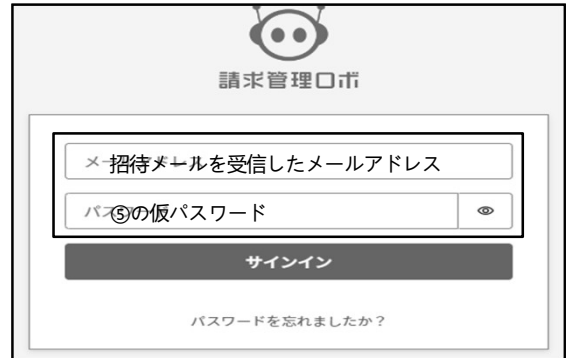 請求管理ロボ
招待メールを受信したメールアドレス
⑤の仮パスワード
サインイン
パスワードを忘れましたか？